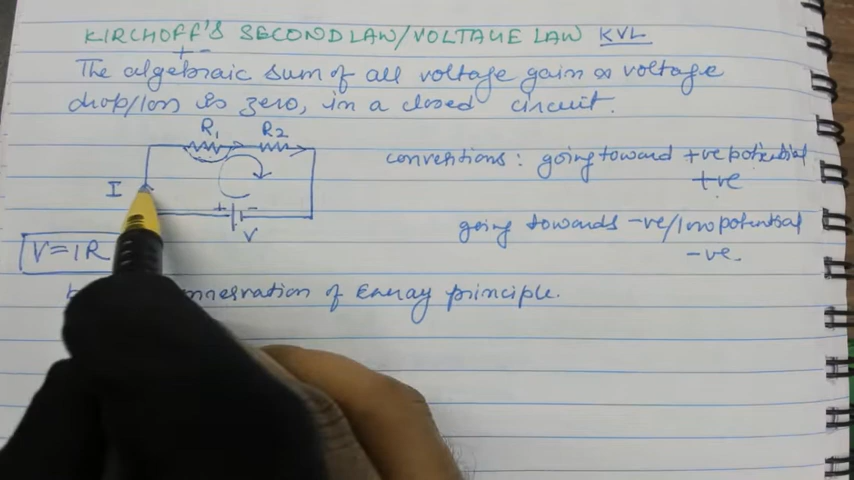 KIRCHOFF'S SECOND LAW/VOLTAGE LAW KVL
+ -
The algebraic sum of all voltage gain or voltage
drop/loss is zero, in a closed circuit.
R1 R2
conventions: going toward +ve potential
+ve
I
+ -
V
going towards -ve/low potential
-ve.
V=IR
of Energy principle.